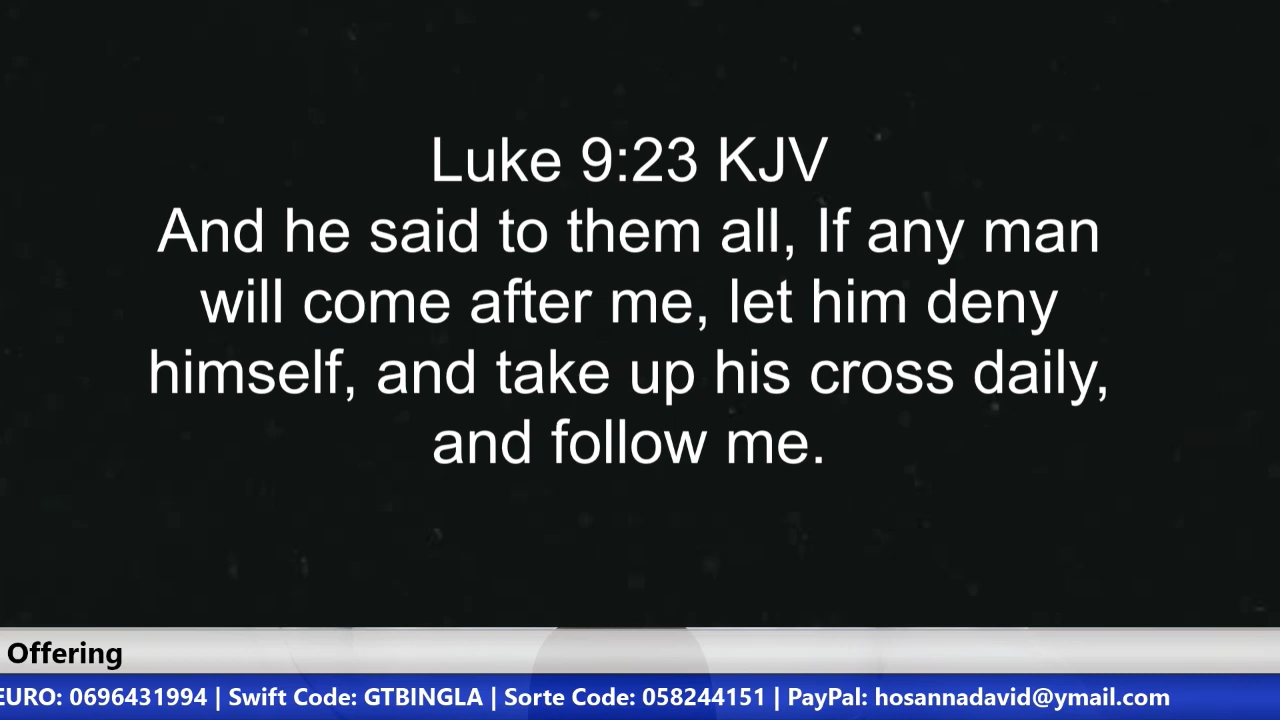 Luke 9:23 KJV
And he said to them all, If any man
will come after me, let him deny
himself, and take up his cross daily,
and follow me.
Offering
EURO: 0696431994 | Swift Code: GTBINGLA | Sorte Code: 058244151 | PayPal: hosannadavid@ymail.com